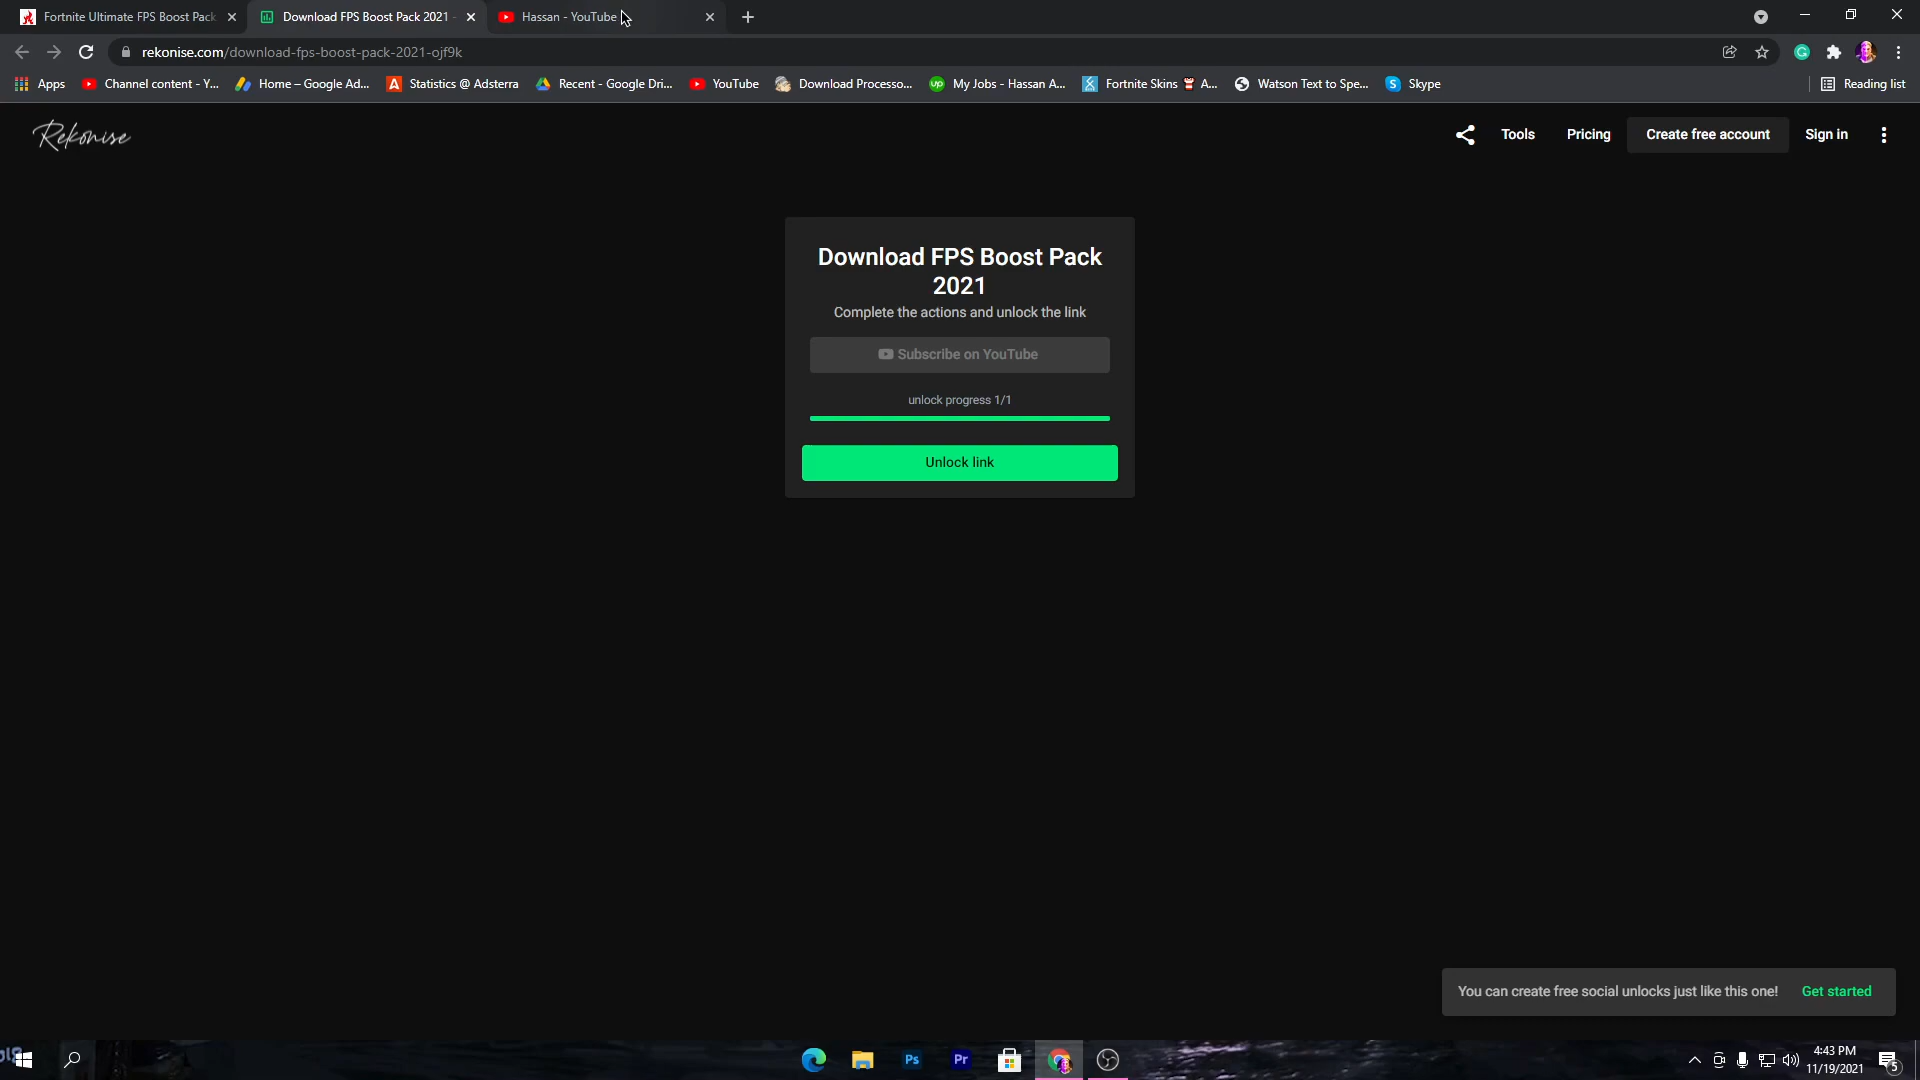 Fortnite Ultimate FPS Boost Pack
Download FPS Boost Pack 2021 -
Hassan - YouTube
rekonise.com/download-fps-boost-pack-2021-ojf9k
Apps
Channel content - Y...
Home – Google Ad...
Statistics @ Adsterra
Recent - Google Dri...
YouTube
Download Processo...
My Jobs - Hassan A...
Fortnite Skins A...
Watson Text to Spe...
Skype
Reading list
Rekonise
Tools
Pricing
Create free account
Sign in
Download FPS Boost Pack
2021
Complete the actions and unlock the link
Subscribe on YouTube
unlock progress 1/1
Unlock link
You can create free social unlocks just like this one!
Get started
Ps
Pr
4:43 PM
11/19/2021
5